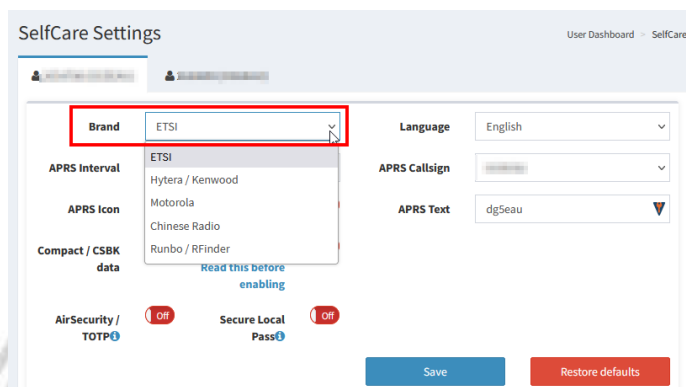 SelfCare Settings
User Dashboard > SelfCare
Brand
ETSI
Language
English
ETSI
Hytera / Kenwood
Motorola
Chinese Radio
Runbo / RFinder
APRS Interval
APRS Callsign
APRS Icon
APRS Text
dg5eau
Compact / CSBK
data
Read this before
enabling
AirSecurity /
TOTP
Off
Secure Local
Pass
Off
Save
Restore defaults